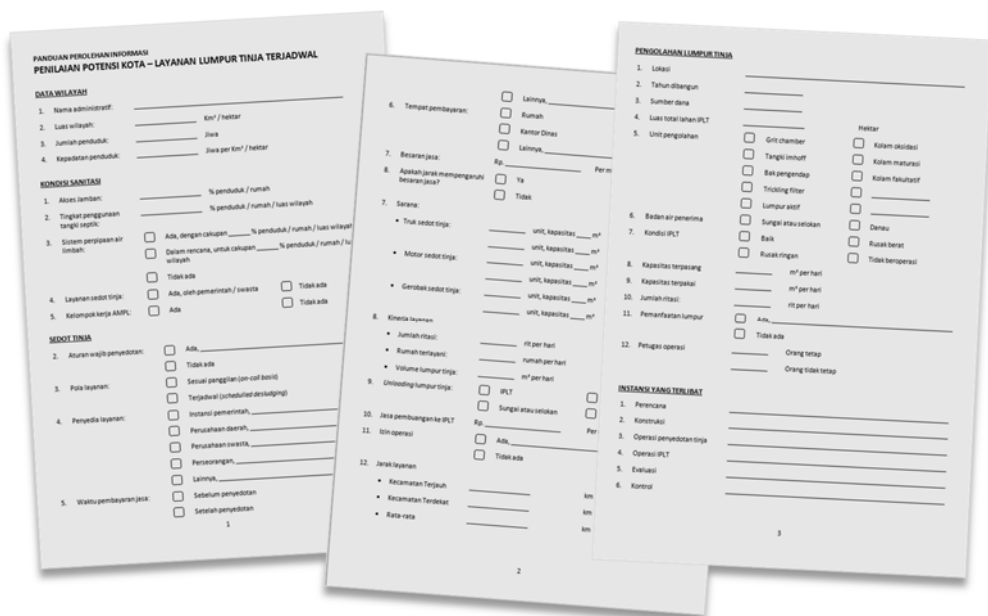 PANDUAN PEROLEHAN INFORMASI
PENILAIAN POTENSI KOTA – LAYANAN LUMPUR TINJA TERJADWAL
DATA WILAYAH
1. Nama administratif:
2. Luas wilayah: Km² / hektar
3. Jumlah penduduk: Jiwa
4. Kepadatan penduduk: Jiwa per Km² / hektar
KONDISI SANITASI
1. Akses Jamban: % penduduk / rumah
2. Tingkat penggunaan tangki septik: % penduduk / rumah / luas wilayah
3. Sistem perpipaan air limbah: Ada, dengan cakupan ______ % penduduk / rumah / luas wilayah
Dalam rencana, untuk cakupan ______ % penduduk / rumah /
wilayah
Tidak ada
4. Layanan sedot tinja: Ada, oleh pemerintah / swasta Tidak ada
5. Kelompok kerja AMPL: Ada Tidak ada
SEDOT TINJA
2. Aturan wajib penyedotan: Ada,
Tidak ada
3. Pola layanan: Sesuai panggilan (on-call basis)
Terjadwal (scheduled desludging)
4. Penyedia layanan: Instansi pemerintah,
Perusahaan daerah,
Perusahaan swasta,
Perseorangan,
Lainnya,
5. Waktu pembayaran jasa: Sebelum penyedotan
Setelah penyedotan
1
Lainnya,
6. Tempat pembayaran: Rumah
Kantor Dinas
Lainnya,
7. Besaran jasa: Rp. Per m
8. Apakah jarak mempengaruhi besaran jasa? Ya
Tidak
7. Sarana:
• Truk sedot tinja: unit, kapasitas ____ m³
unit, kapasitas ____ m³
• Motor sedot tinja: unit, kapasitas ____ m³
unit, kapasitas ____ m³
• Gerobak sedot tinja: unit, kapasitas ____ m³
unit, kapasitas ____ m³
8. Kinerja layanan
• Jumlah ritasi: rit per hari
• Rumah terlayani: rumah per hari
• Volume lumpur tinja: m³ per hari
9. Unloading lumpur tinja: IPLT
Sungai atau selokan
10. Jasa pembuangan ke IPLT Rp. Per
11. Izin operasi Ada,
Tidak ada
12. Jarak layanan
• Kecamatan Terjauh km
• Kecamatan Terdekat km
• Rata-rata km
2
PENGOLAHAN LUMPUR TINJA
1. Lokasi
2. Tahun dibangun
3. Sumber dana
4. Luas total lahan IPLT Hektar
5. Unit pengolahan Grit chamber Kolam oksidasi
Tangki imhoff Kolam maturasi
Bak pengendap Kolam fakultatif
Trickling filter
Lumpur aktif
6. Badan air penerima Sungai atau selokan Danau
7. Kondisi IPLT Baik Rusak berat
Rusak ringan Tidak beroperasi
8. Kapasitas terpasang m³ per hari
9. Kapasitas terpakai m³ per hari
10. Jumlah ritasi: rit per hari
11. Pemanfaatan lumpur Ada,
Tidak ada
12. Petugas operasi Orang tetap
Orang tidak tetap
INSTANSI YANG TERLIBAT
1. Perencana
2. Konstruksi
3. Operasi penyedotan tinja
4. Operasi IPLT
5. Evaluasi
6. Kontrol
3